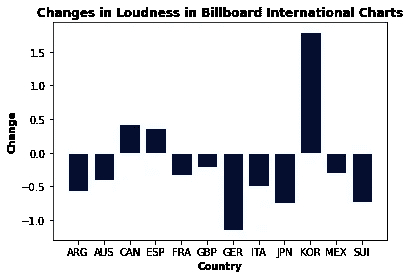 Changes in Loudness in Billboard International Charts
Change
1.5
1.0
0.5
0.0
−0.5
−1.0
ARG AUS CAN ESP FRA GBP GER ITA JPN KOR MEX SUI
Country